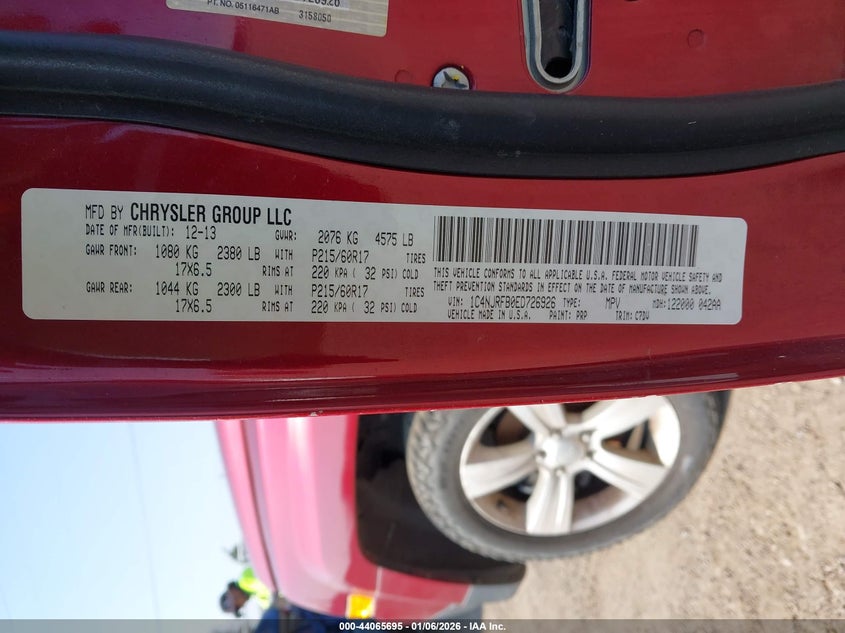 PT. NO. 05116471AB 3158050
MFD BY CHRYSLER GROUP LLC
DATE OF MFR(BUILT): 12-13 GVWR: 2076 KG 4575 LB
GAWR FRONT: 1080 KG 2380 LB WITH P215/60R17 TIRES
17X6.5 RIMS AT 220 KPA ( 32 PSI) COLD
GAWR REAR: 1044 KG 2300 LB WITH P215/60R17 TIRES
17X6.5 RIMS AT 220 KPA ( 32 PSI) COLD
THIS VEHICLE CONFORMS TO ALL APPLICABLE U.S.A. FEDERAL MOTOR VEHICLE SAFETY AND
THEFT PREVENTION STANDARDS IN EFFECT ON THE DATE OF MANUFACTURE SHOWN ABOVE.
VIN: 1C4NJRFB0ED726926 TYPE: MPV MDH: 122000 042AA
VEHICLE MADE IN U.S.A. PAINT: PRP TRIM: C7DV
000-44065695 - 01/06/2026 - IAA Inc.